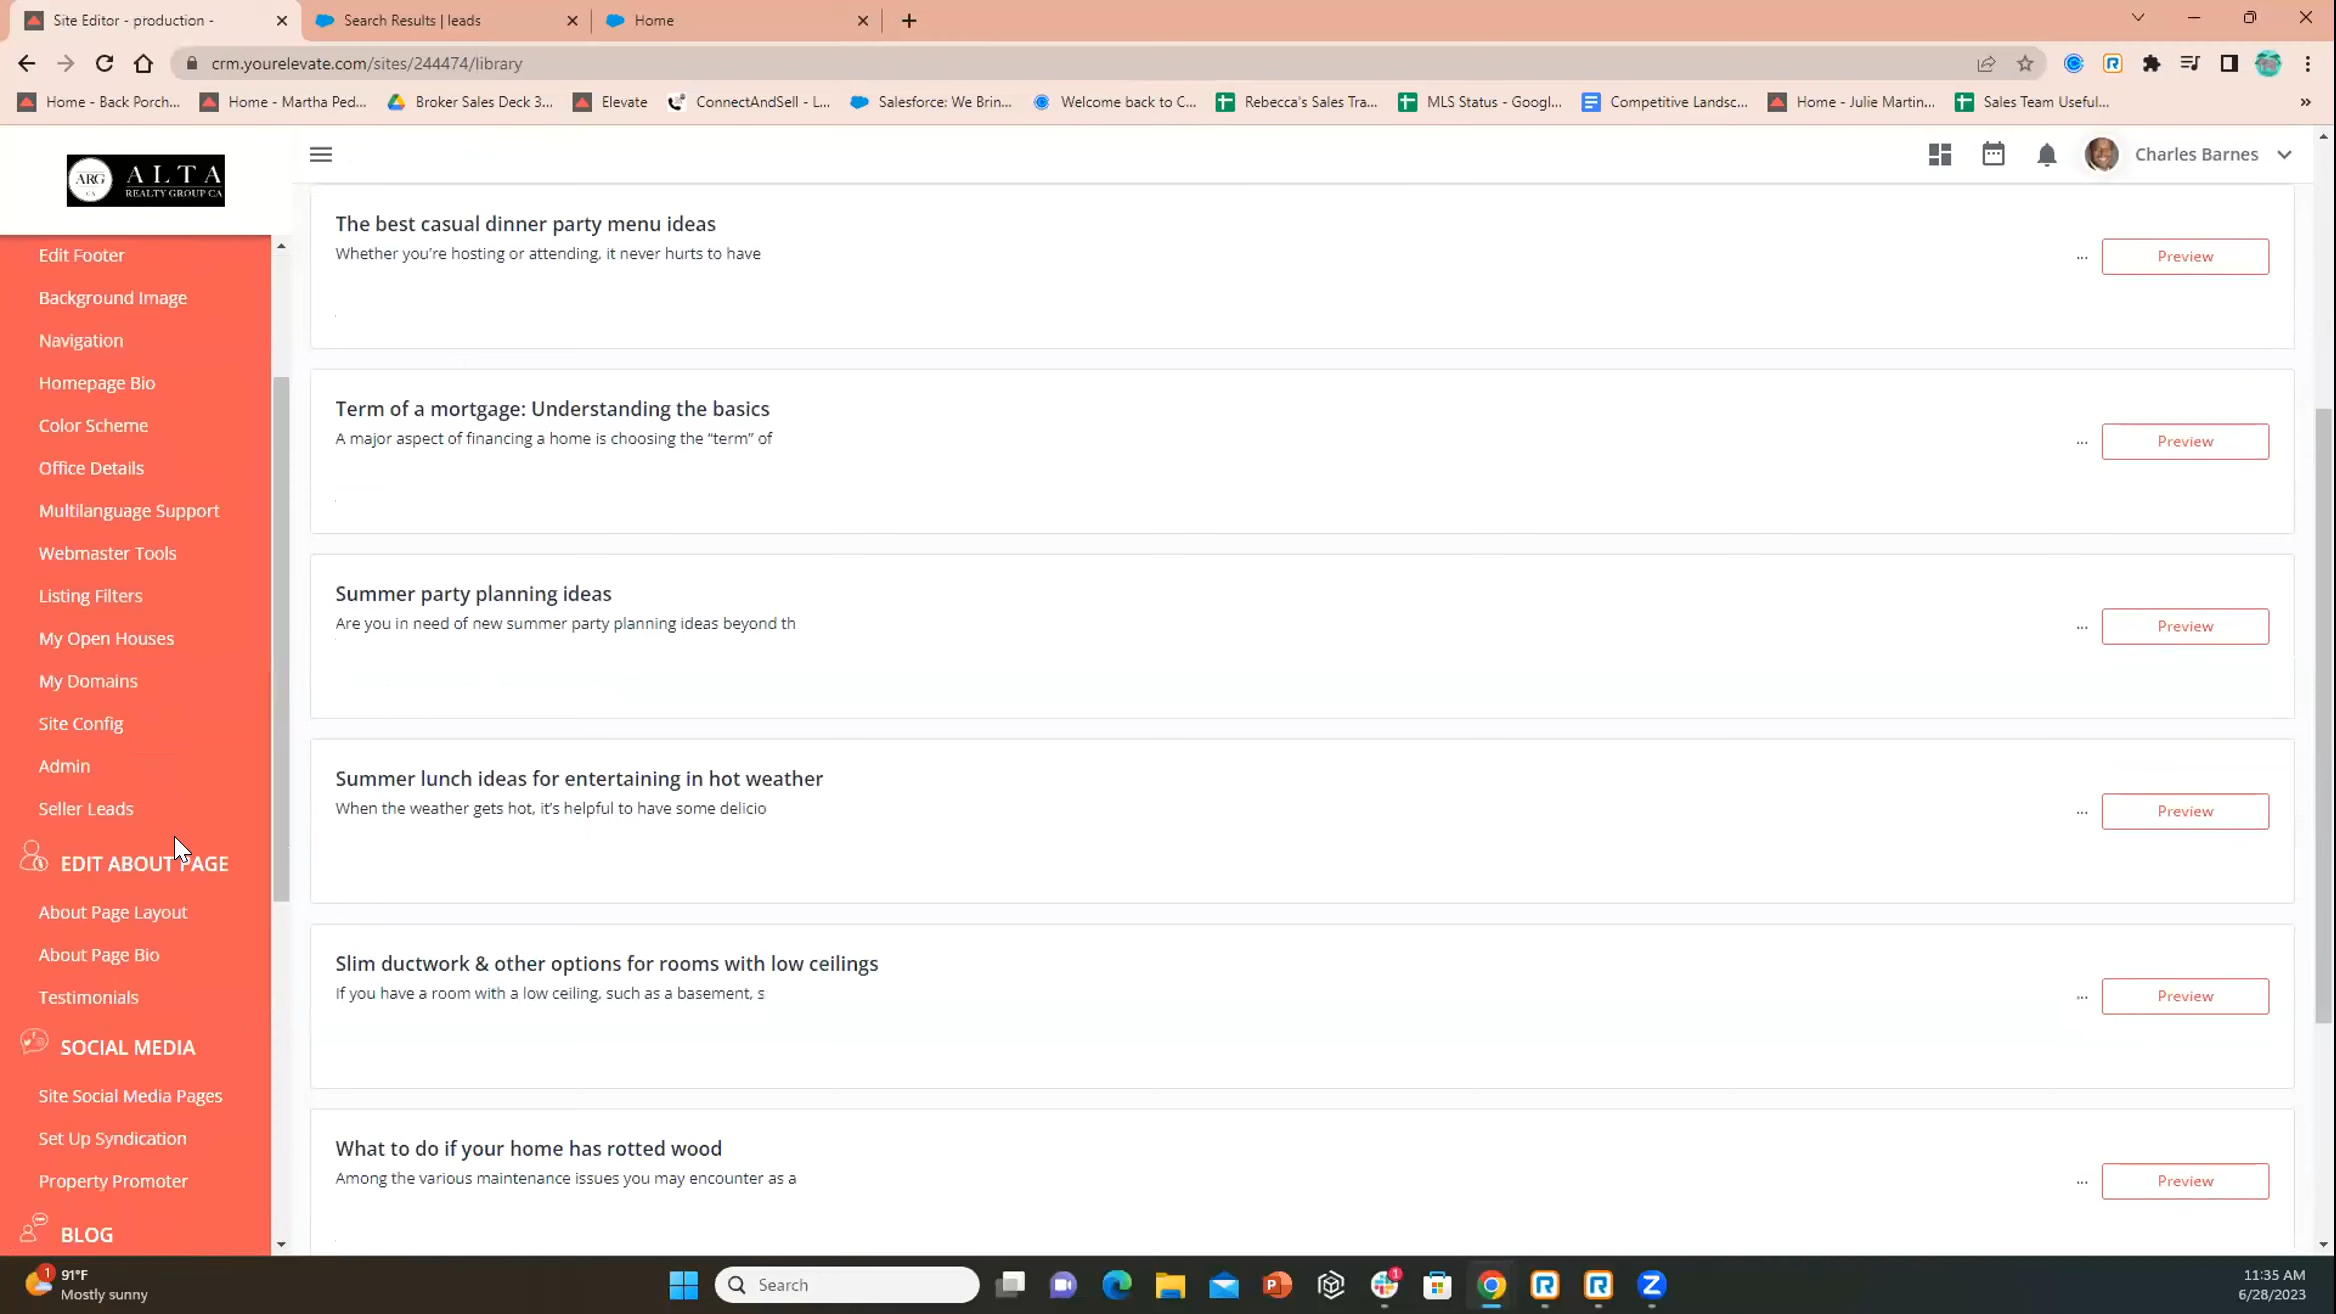 Site Editor - production -
Search Results | leads
Home
crm.yourelevate.com/sites/244474/library
Home - Back Porch...
Home - Martha Ped...
Broker Sales Deck 3...
Elevate
ConnectAndSell - L...
Salesforce: We Brin...
Welcome back to C...
Rebecca's Sales Tra...
MLS Status - Googl...
Competitive Landsc...
Home - Julie Martin...
Sales Team Useful...
»
ARG
CA
ALTA
REALTY GROUP CA
Charles Barnes
Edit Footer
Background Image
Navigation
Homepage Bio
Color Scheme
Office Details
Multilanguage Support
Webmaster Tools
Listing Filters
My Open Houses
My Domains
Site Config
Admin
Seller Leads
EDIT ABOUT PAGE
About Page Layout
About Page Bio
Testimonials
SOCIAL MEDIA
Site Social Media Pages
Set Up Syndication
Property Promoter
BLOG
The best casual dinner party menu ideas
Whether you’re hosting or attending, it never hurts to have
...
Preview
Term of a mortgage: Understanding the basics
A major aspect of financing a home is choosing the “term” of
...
Preview
Summer party planning ideas
Are you in need of new summer party planning ideas beyond th
...
Preview
Summer lunch ideas for entertaining in hot weather
When the weather gets hot, it’s helpful to have some delicio
...
Preview
Slim ductwork & other options for rooms with low ceilings
If you have a room with a low ceiling, such as a basement, s
...
Preview
What to do if your home has rotted wood
Among the various maintenance issues you may encounter as a
...
Preview
1
91°F
Mostly sunny
Search
1
11:35 AM
6/28/2023